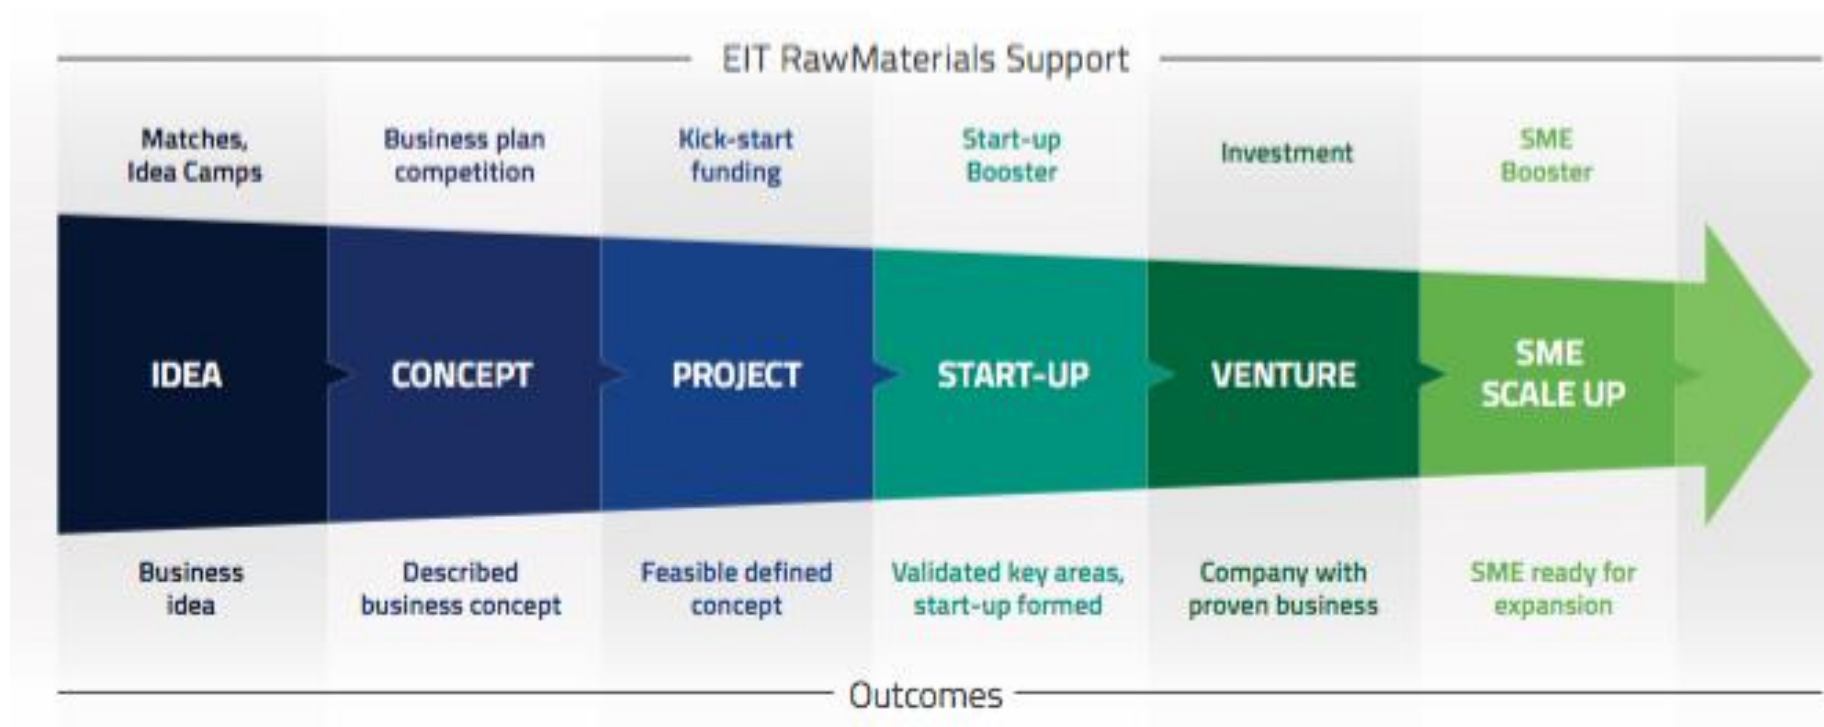 EIT RawMaterials Support
Matches,
Idea Camps
Business plan
competition
Kick-start
funding
Start-up
Booster
Investment
SME
Booster
IDEA
CONCEPT
PROJECT
START-UP
VENTURE
SME
SCALE UP
Business
idea
Described
business concept
Feasible defined
concept
Validated key areas,
start-up formed
Company with
proven business
SME ready for
expansion
Outcomes